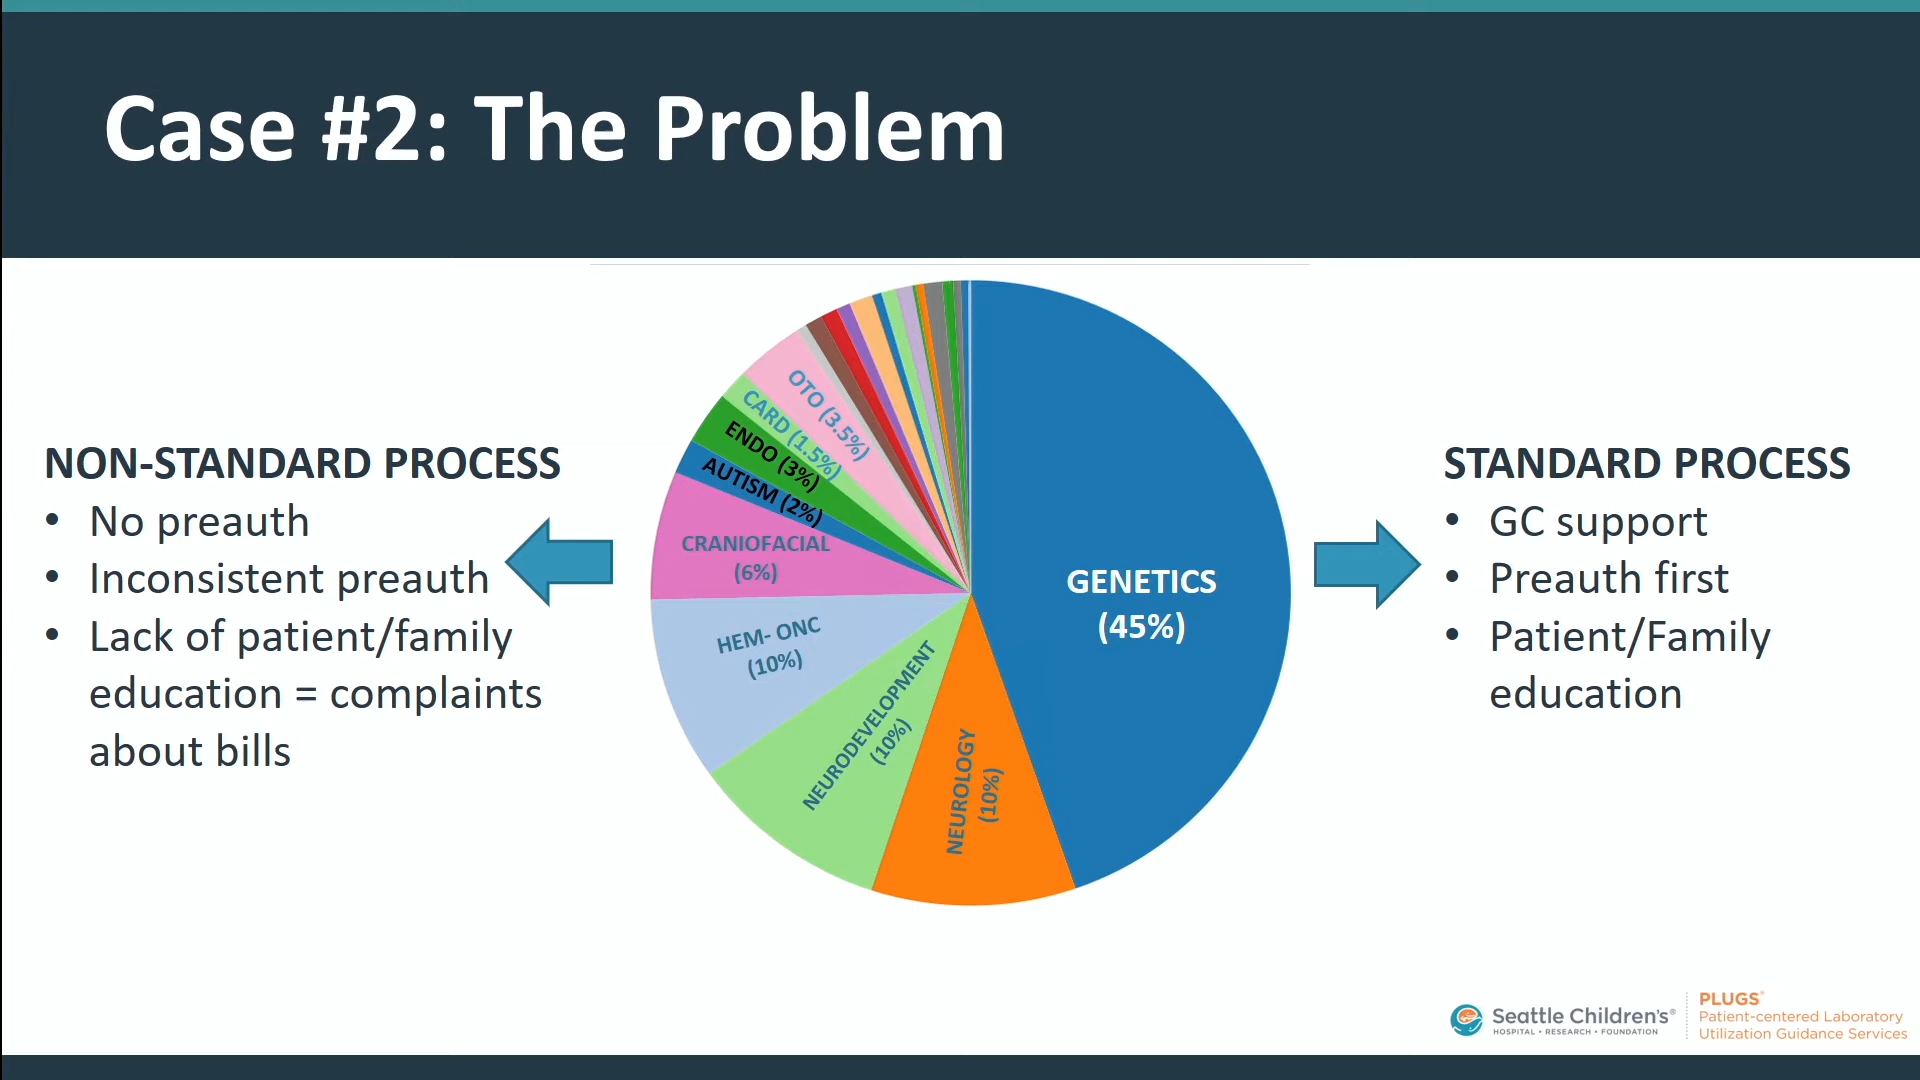 Case #2: The Problem
NON-STANDARD PROCESS
• No preauth
• Inconsistent preauth
• Lack of patient/family
education = complaints
about bills
OTO (3.5%)
CARD (1.5%)
ENDO (3%)
AUTISM (2%)
CRANIOFACIAL
(6%)
HEM- ONC
(10%)
NEURODEVELOPMENT
(10%)
NEUROLOGY
(10%)
GENETICS
(45%)
STANDARD PROCESS
• GC support
• Preauth first
• Patient/Family
education
Seattle Children's®
HOSPITAL • RESEARCH • FOUNDATION
PLUGS®
Patient-centered Laboratory
Utilization Guidance Services